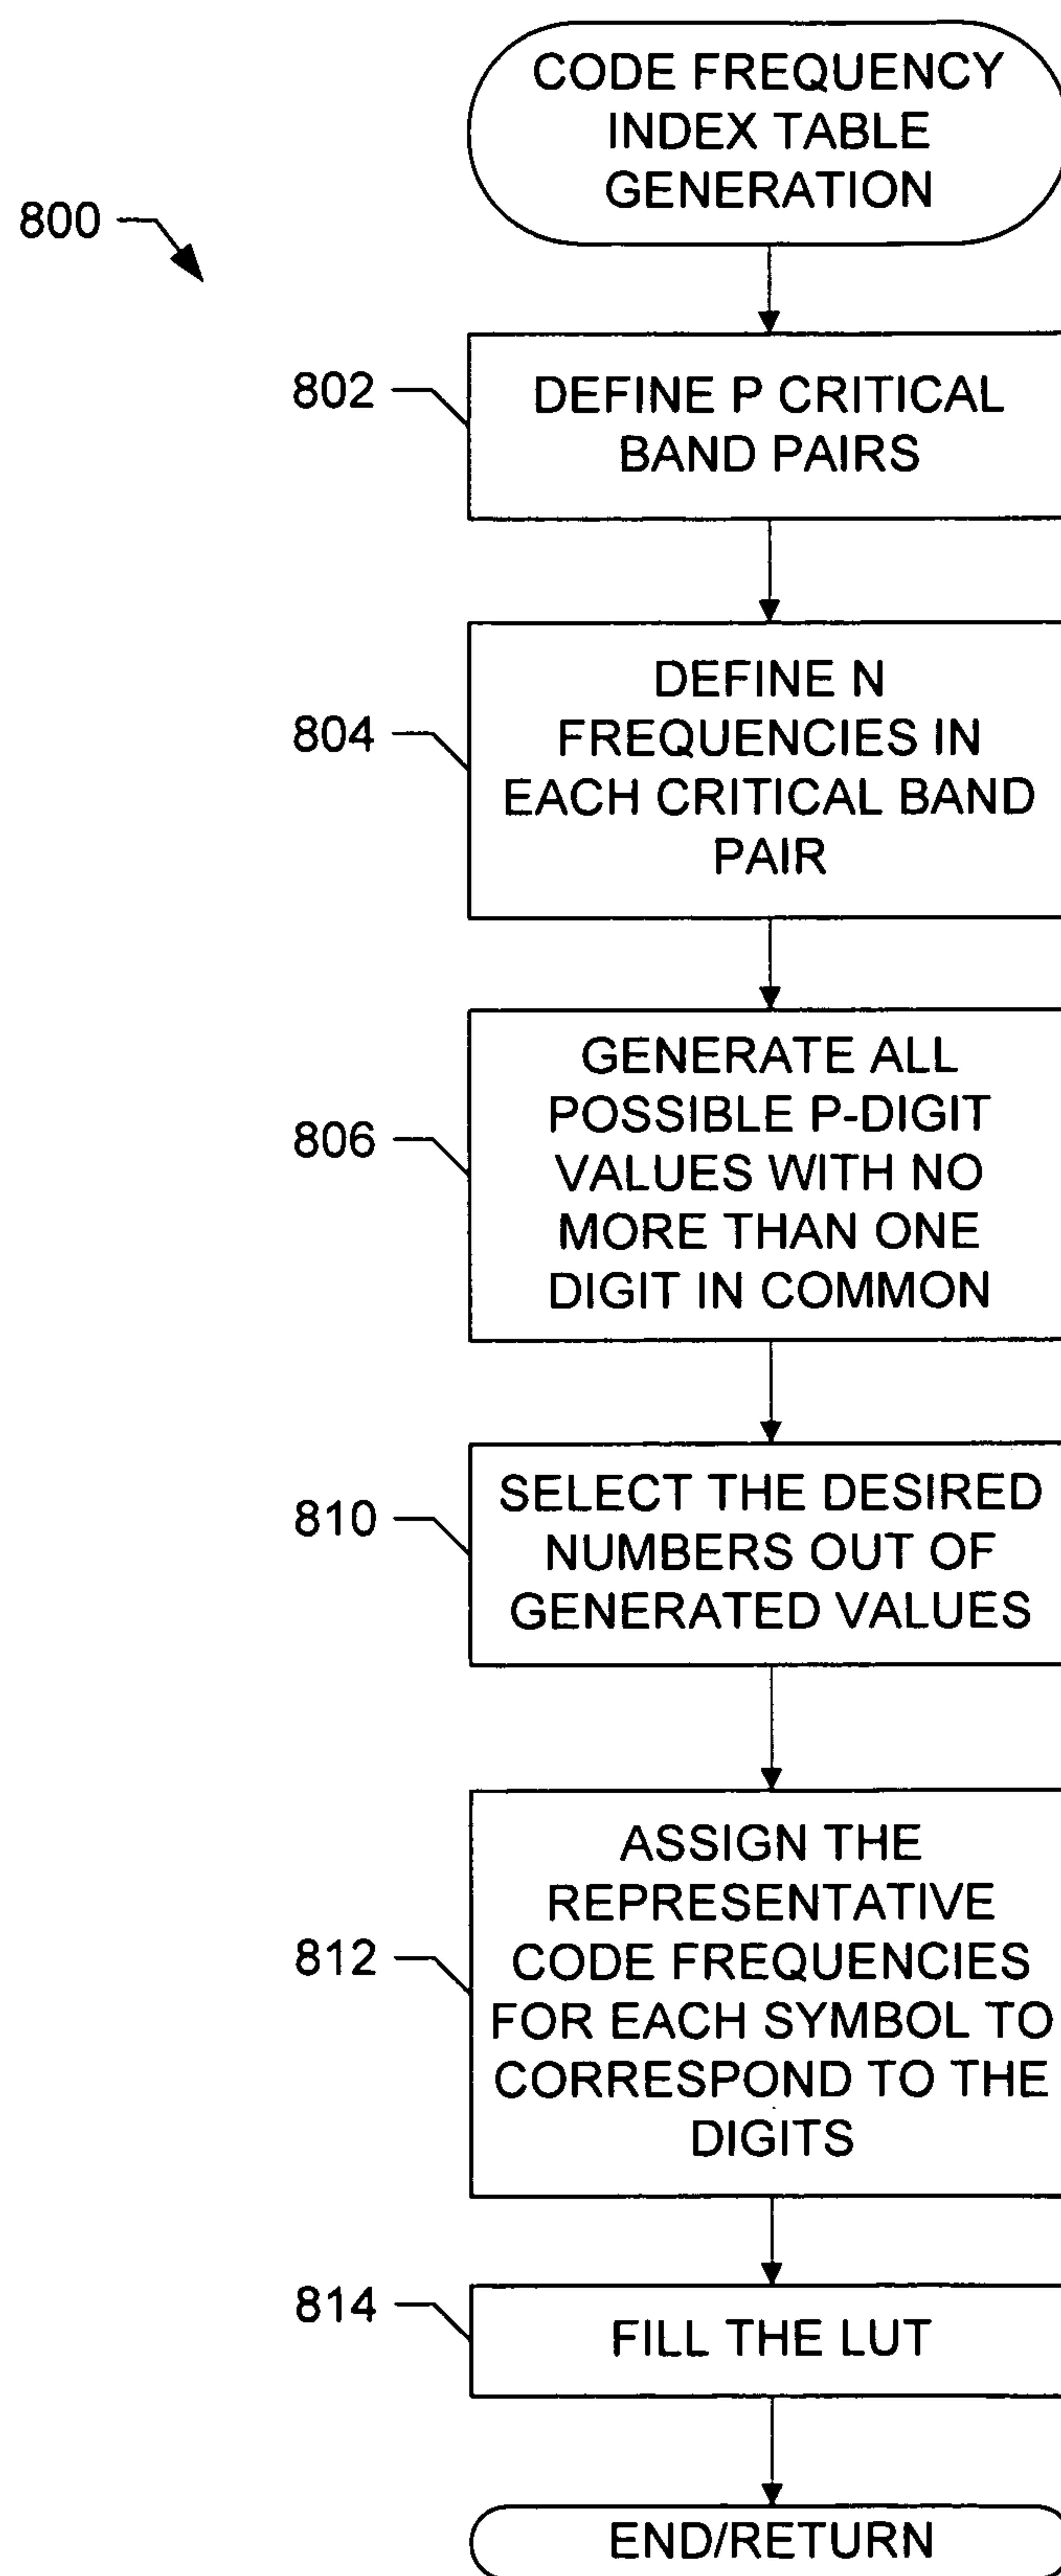 CODE FREQUENCY
INDEX TABLE
GENERATION
800
802
DEFINE P CRITICAL
BAND PAIRS
804
DEFINE N
FREQUENCIES IN
EACH CRITICAL BAND
PAIR
806
GENERATE ALL
POSSIBLE P-DIGIT
VALUES WITH NO
MORE THAN ONE
DIGIT IN COMMON
810
SELECT THE DESIRED
NUMBERS OUT OF
GENERATED VALUES
812
ASSIGN THE
REPRESENTATIVE
CODE FREQUENCIES
FOR EACH SYMBOL TO
CORRESPOND TO THE
DIGITS
814
FILL THE LUT
END/RETURN